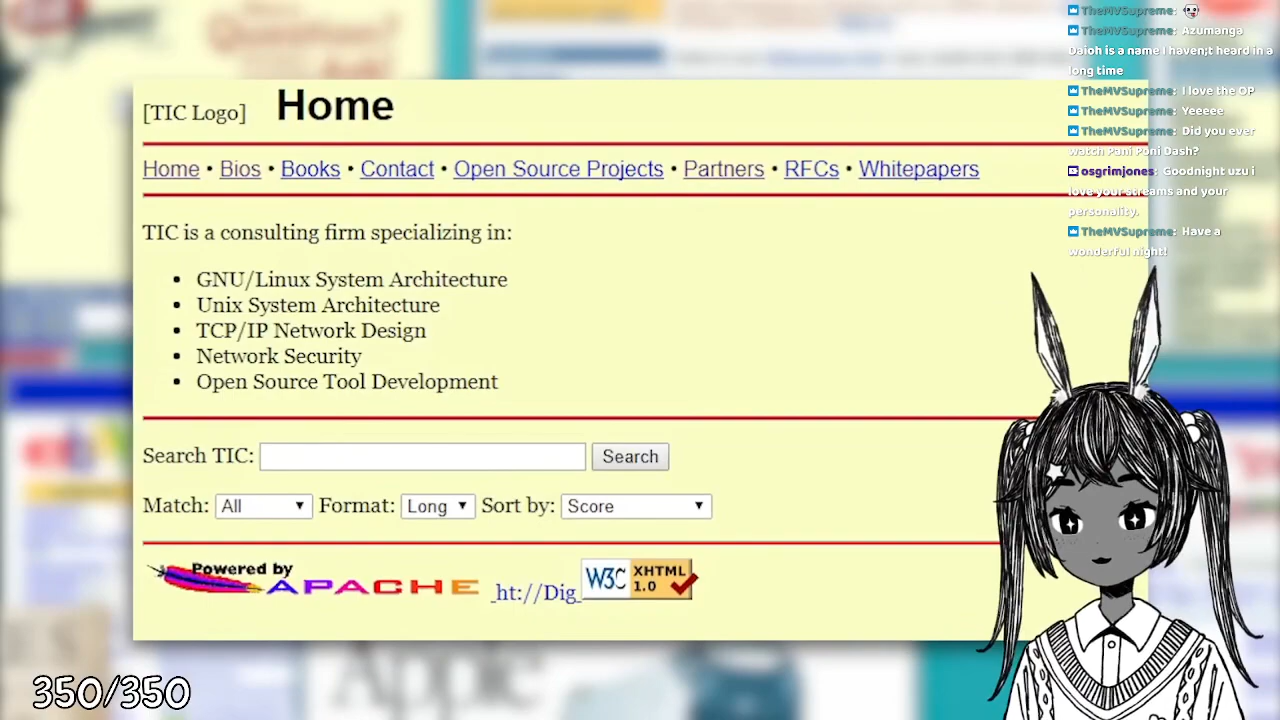 [TIC Logo] Home
Home • Bios • Books • Contact • Open Source Projects • Partners • RFCs • Whitepapers
TIC is a consulting firm specializing in:
• GNU/Linux System Architecture
• Unix System Architecture
• TCP/IP Network Design
• Network Security
• Open Source Tool Development
Search TIC: Search
Match: All Format: Long Sort by: Score
Powered by
APACHE
ht://Dig
W3C XHTML
1.0
TheMVSupreme:
TheMVSupreme: Azumanga
Daioh is a name I haven;t heard in a
long time
TheMVSupreme: I love the OP
TheMVSupreme: Yeeeee
TheMVSupreme: Did you ever
watch Pani Poni Dash?
osgrimjones: Goodnight uzu i
love your streams and your
personality.
TheMVSupreme: Have a
wonderful night!
350/350